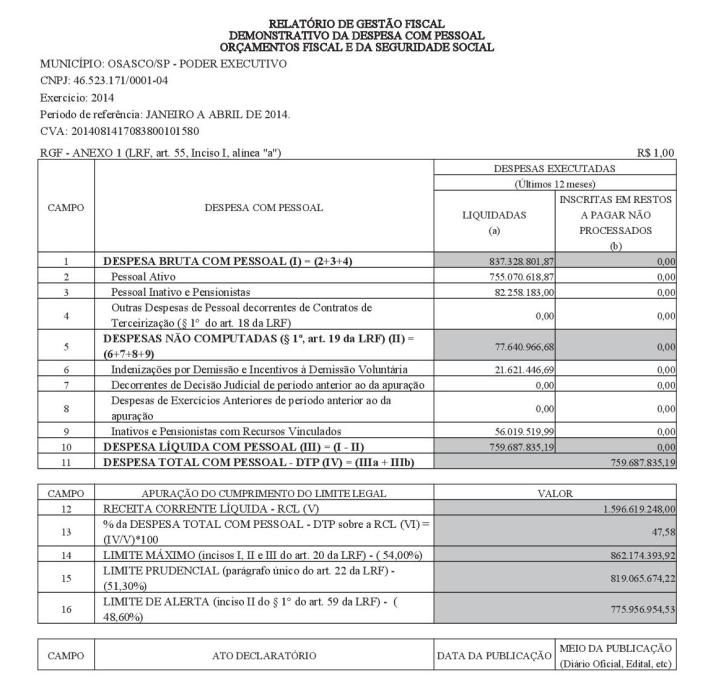 RELATÓRIO DE GESTÃO FISCAL
DEMONSTRATIVO DA DESPESA COM PESSOAL
ORÇAMENTOS FISCAL E DA SEGURIDADE SOCIAL
MUNICÍPIO: OSASCO/SP - PODER EXECUTIVO
CNPJ: 46.523.171/0001-04
Exercício: 2014
Período de referência: JANEIRO A ABRIL DE 2014.
CVA: 2014081417083800101580
RGF - ANEXO 1 (LRF, art. 55, Inciso I, alínea "a") R$ 1,00
CAMPO DESPESA COM PESSOAL DESPESAS EXECUTADAS
(Últimos 12 meses)
LIQUIDADAS
(a)
INSCRITAS EM RESTOS
A PAGAR NÃO
PROCESSADOS
(b)
1 DESPESA BRUTA COM PESSOAL (I) = (2+3+4) 837.328.801,87 0,00
2 Pessoal Ativo 755.070.618,87 0,00
3 Pessoal Inativo e Pensionistas 82.258.183,00 0,00
4 Outras Despesas de Pessoal decorrentes de Contratos de
Terceirização (§ 1° do art. 18 da LRF) 0,00 0,00
5 DESPESAS NÃO COMPUTADAS (§ 1º, art. 19 da LRF) (II) =
(6+7+8+9) 77.640.966,68 0,00
6 Indenizações por Demissão e Incentivos à Demissão Voluntária 21.621.446,69 0,00
7 Decorrentes de Decisão Judicial de período anterior ao da apuração 0,00 0,00
8 Despesas de Exercícios Anteriores de período anterior ao da
apuração 0,00 0,00
9 Inativos e Pensionistas com Recursos Vinculados 56.019.519,99 0,00
10 DESPESA LÍQUIDA COM PESSOAL (III) = (I - II) 759.687.835,19 0,00
11 DESPESA TOTAL COM PESSOAL - DTP (IV) = (IIIa + IIIb) 759.687.835,19
CAMPO APURAÇÃO DO CUMPRIMENTO DO LIMITE LEGAL VALOR
12 RECEITA CORRENTE LÍQUIDA - RCL (V) 1.596.619.248,00
13 % da DESPESA TOTAL COM PESSOAL - DTP sobre a RCL (VI) =
(IV/V)*100 47,58
14 LIMITE MÁXIMO (incisos I, II e III do art. 20 da LRF) - ( 54,00%) 862.174.393,92
15 LIMITE PRUDENCIAL (parágrafo único do art. 22 da LRF) -
(51,30%) 819.065.674,22
16 LIMITE DE ALERTA (inciso II do § 1° do art. 59 da LRF) - (
48,60%) 775.956.954,53
CAMPO ATO DECLARATÓRIO DATA DA PUBLICAÇÃO MEIO DA PUBLICAÇÃO
(Diário Oficial, Edital, etc)